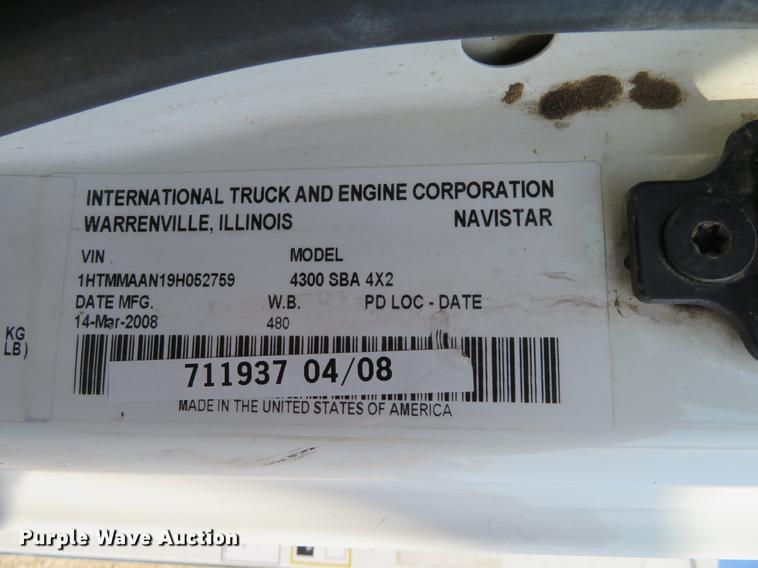 INTERNATIONAL TRUCK AND ENGINE CORPORATION
WARRENVILLE, ILLINOIS NAVISTAR
VIN MODEL
1HTMMAAN19H052759 4300 SBA 4X2
DATE MFG. W.B. PD LOC - DATE
14-Mar-2008 480
KG
LB)
711937 04/08
MADE IN THE UNITED STATES OF AMERICA
Purple Wave Auction
purplewave.com